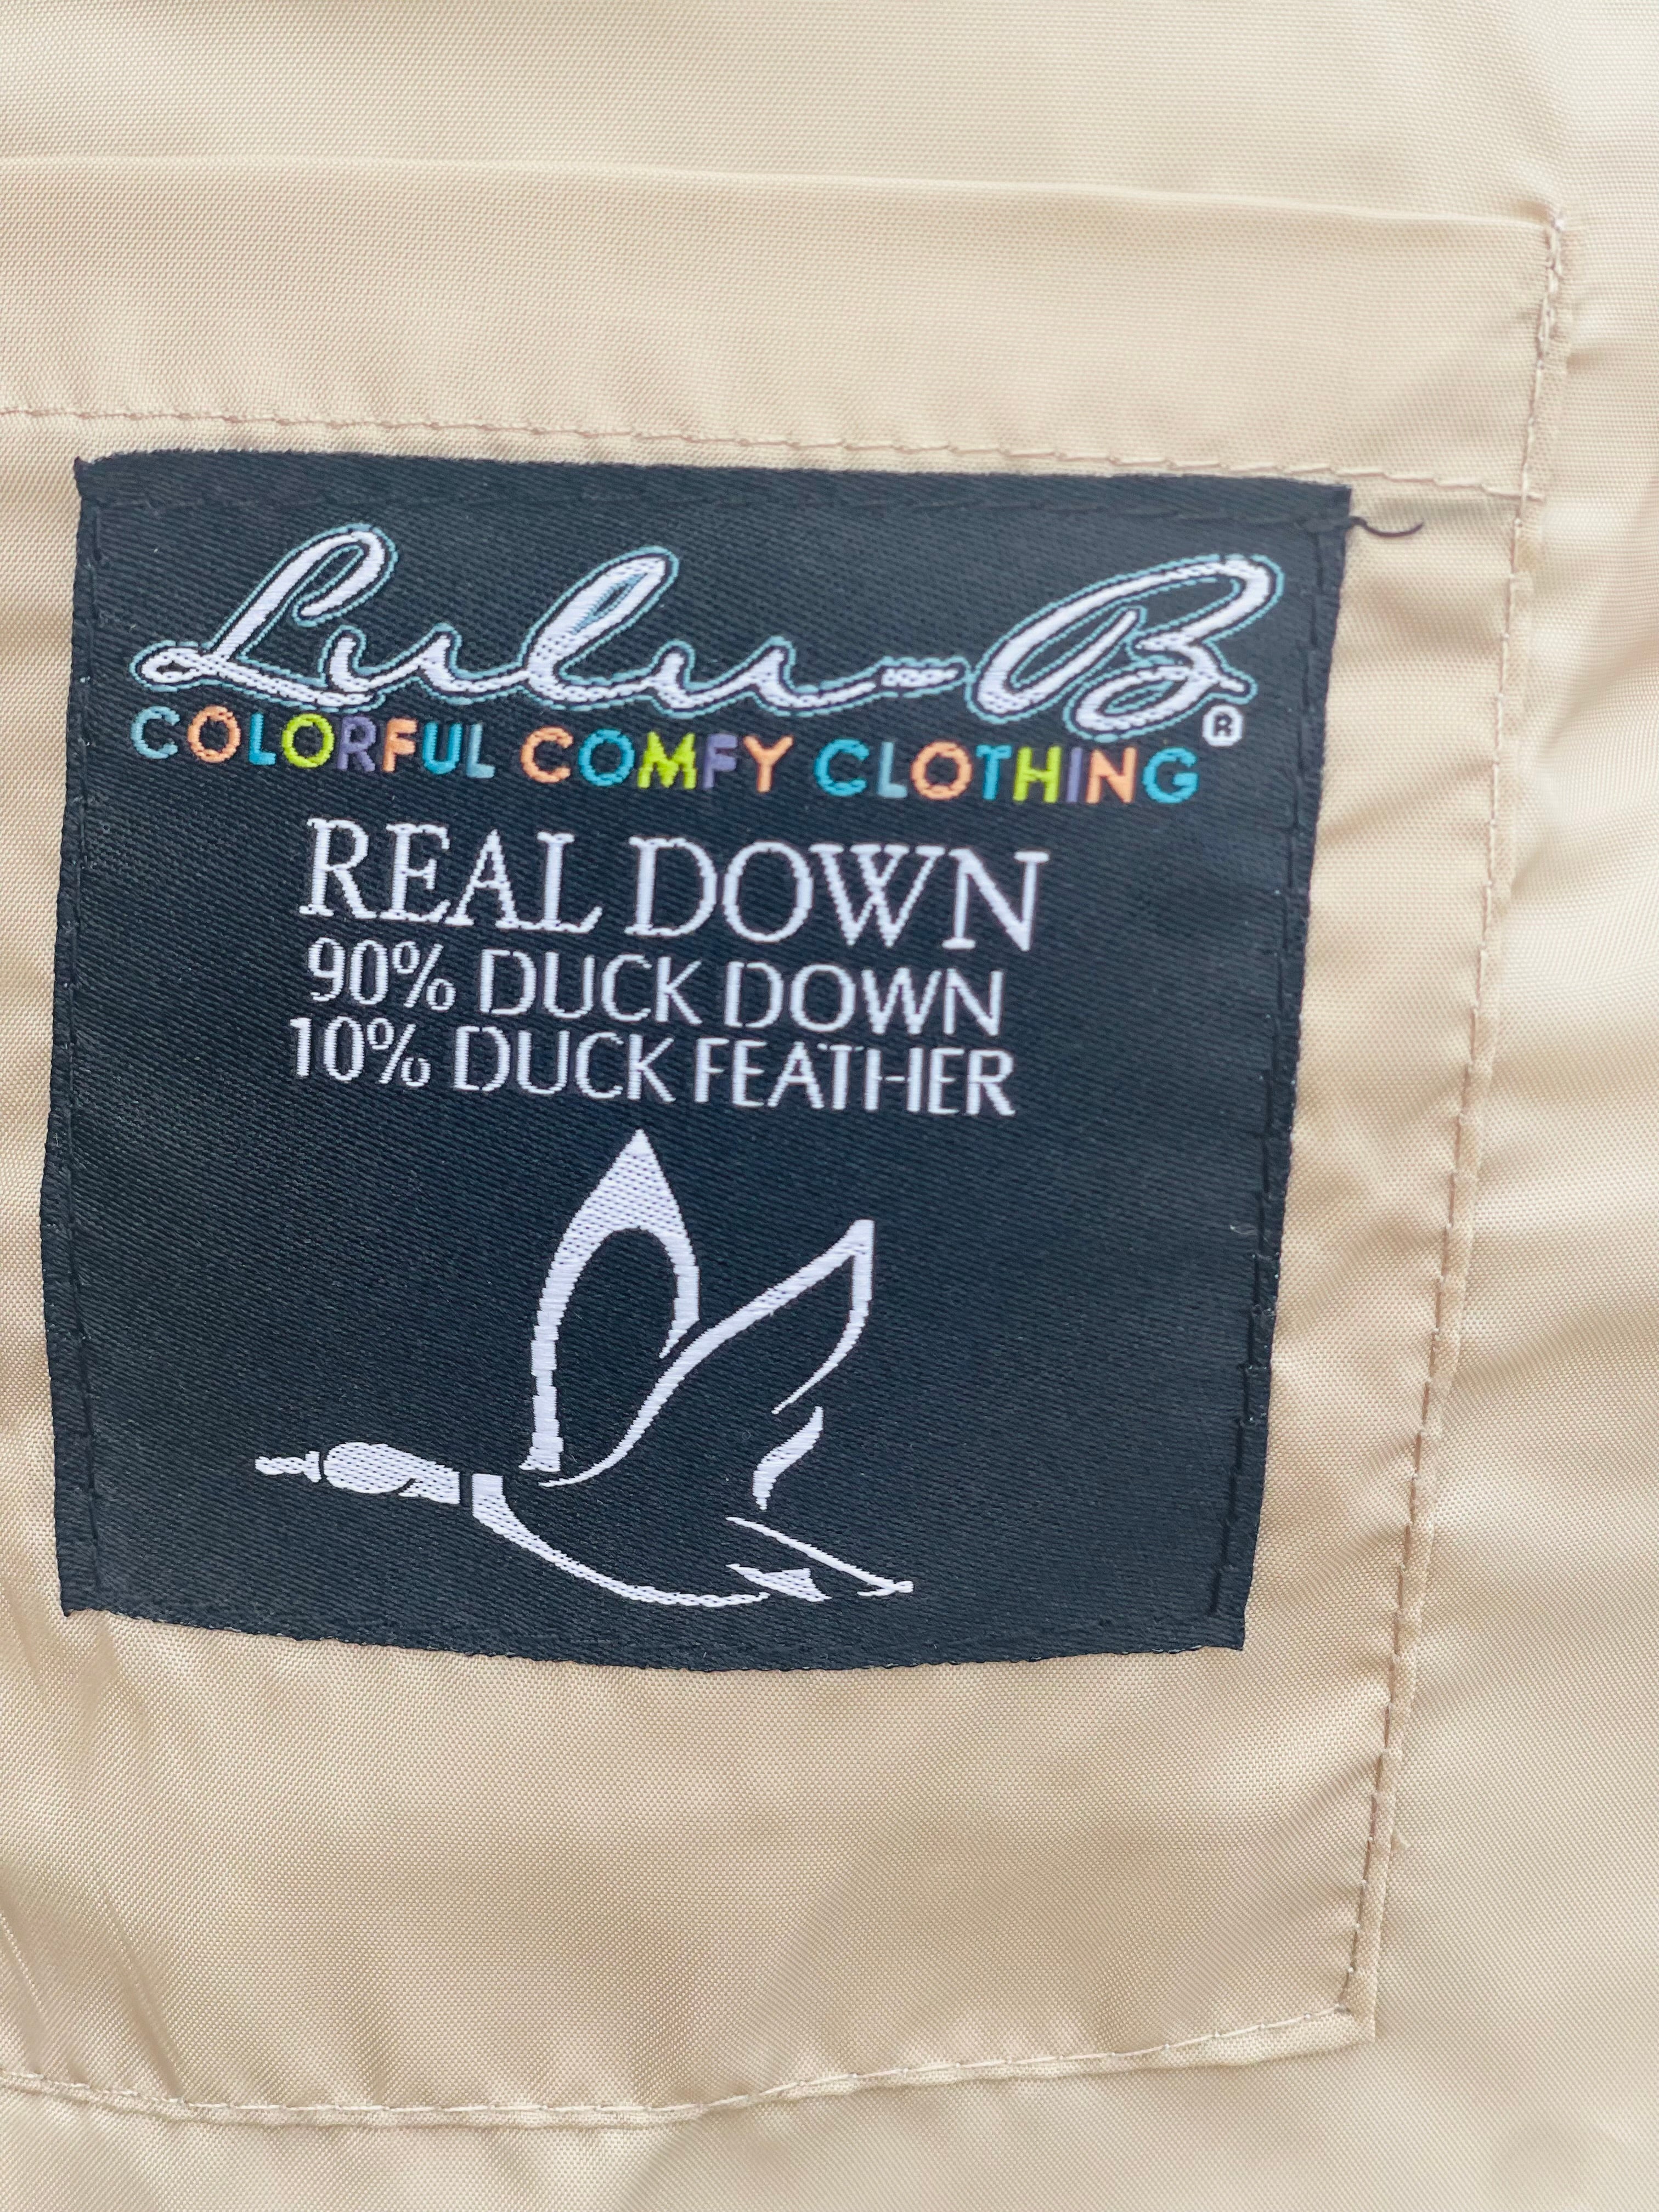 Lulu-B®
COLORFUL COMFY CLOTHING
REAL DOWN
90% DUCK DOWN
10% DUCK FEATHER